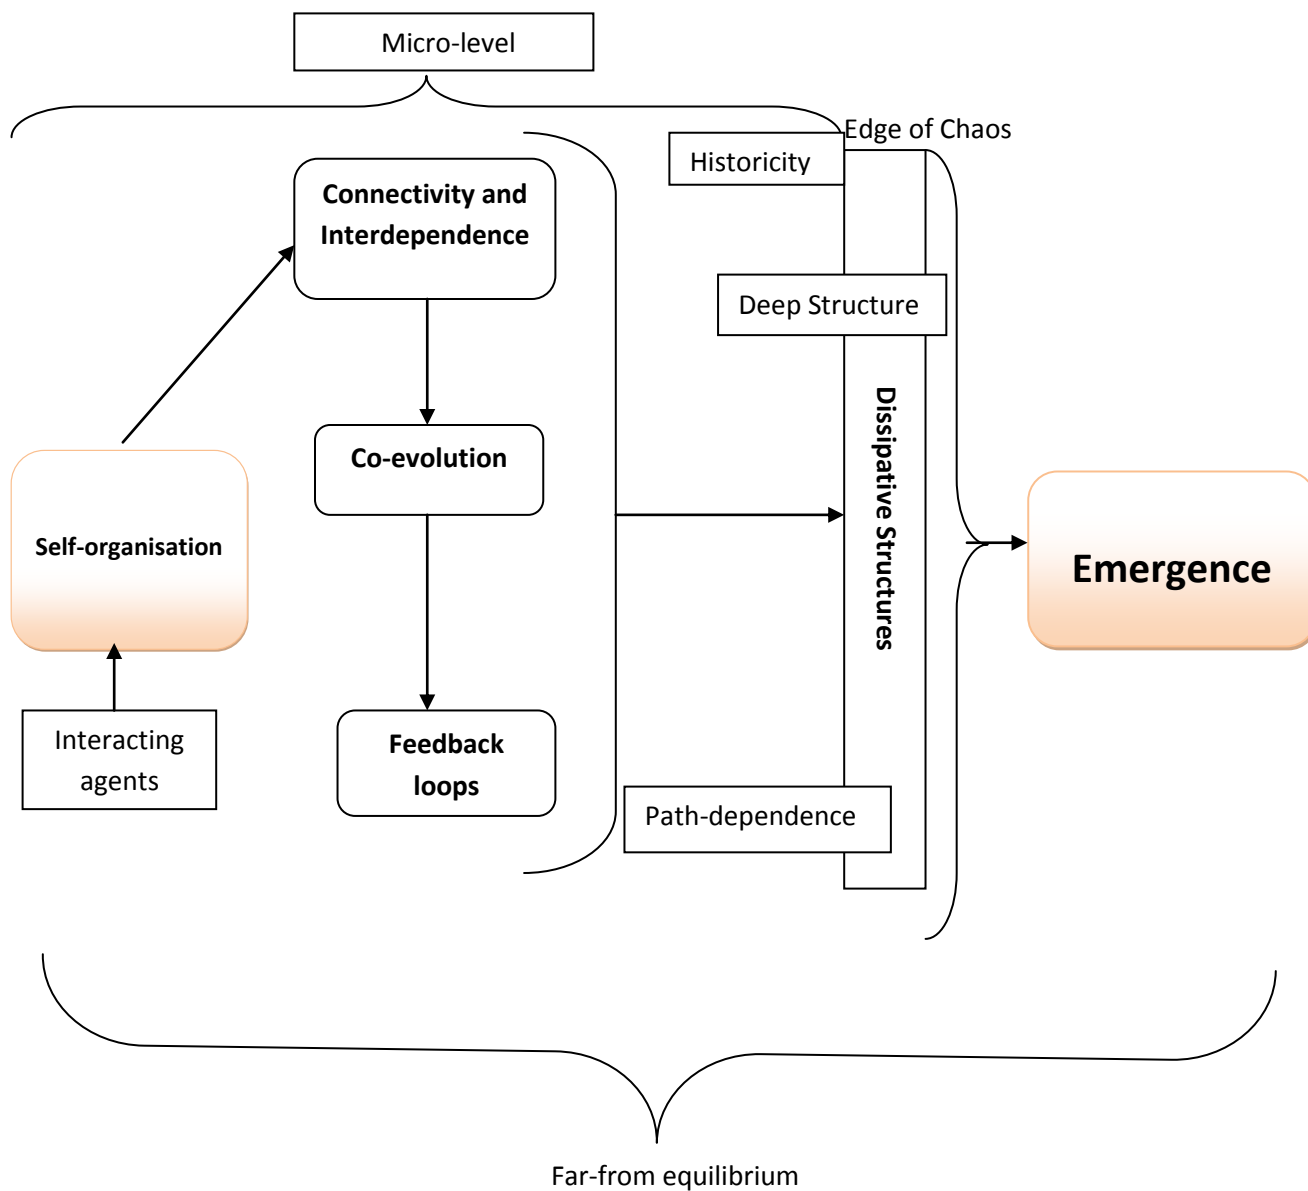 Micro-level
Edge of Chaos
Historicity
Connectivity and
Interdependence
Deep Structure
Dissipative Structures
Co-evolution
Self-organisation
Emergence
Interacting
agents
Feedback
loops
Path-dependence
Far-from equilibrium